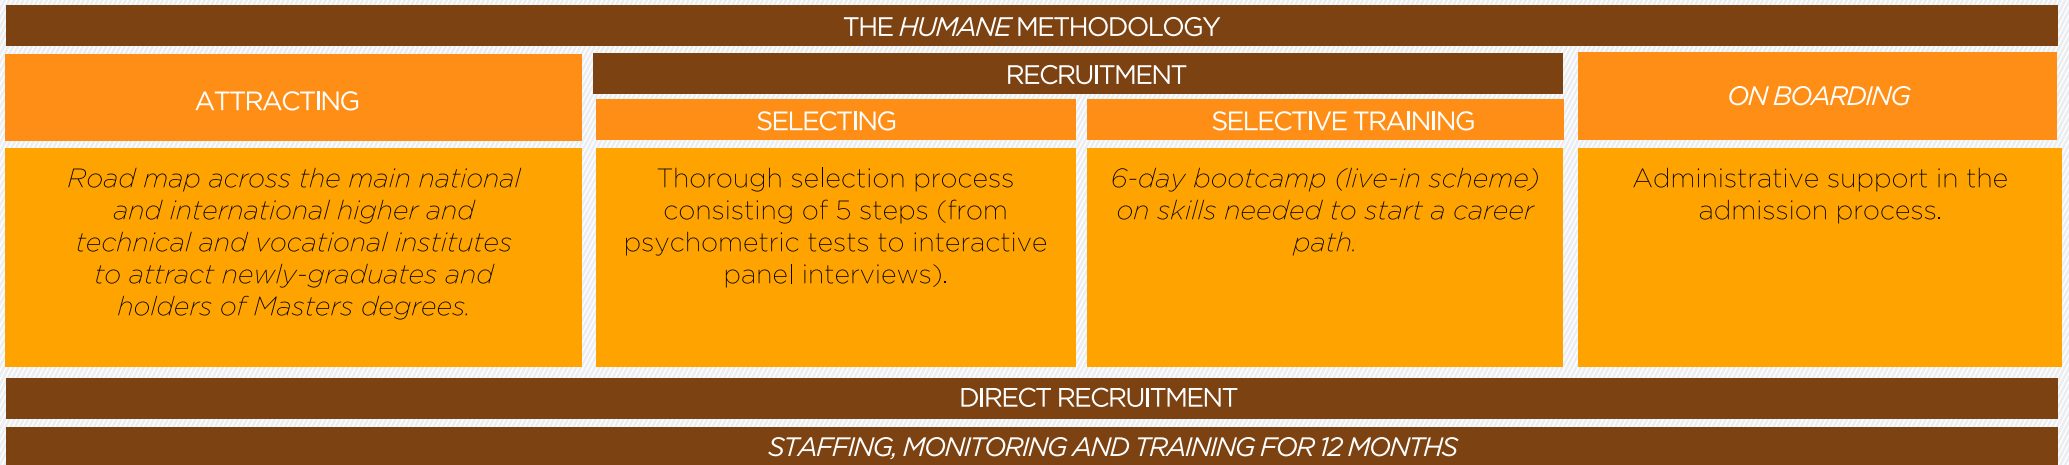 THE HUMANE METHODOLOGY
ATTRACTING
Road map across the main national
and international higher and
technical and vocational institutes
to attract newly-graduates and
holders of Masters degrees.
RECRUITMENT
SELECTING
Thorough selection process
consisting of 5 steps (from
psychometric tests to interactive
panel interviews).
SELECTIVE TRAINING
6-day bootcamp (live-in scheme)
on skills needed to start a career
path.
ON BOARDING
Administrative support in the
admission process.
DIRECT RECRUITMENT
STAFFING, MONITORING AND TRAINING FOR 12 MONTHS